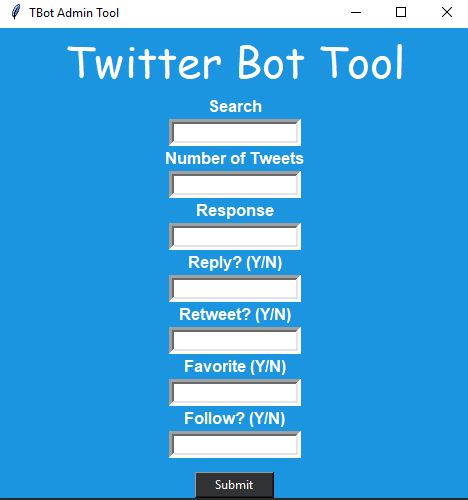 TBot Admin Tool
Twitter Bot Tool
Search
Number of Tweets
Response
Reply? (Y/N)
Retweet? (Y/N)
Favorite (Y/N)
Follow? (Y/N)
Submit